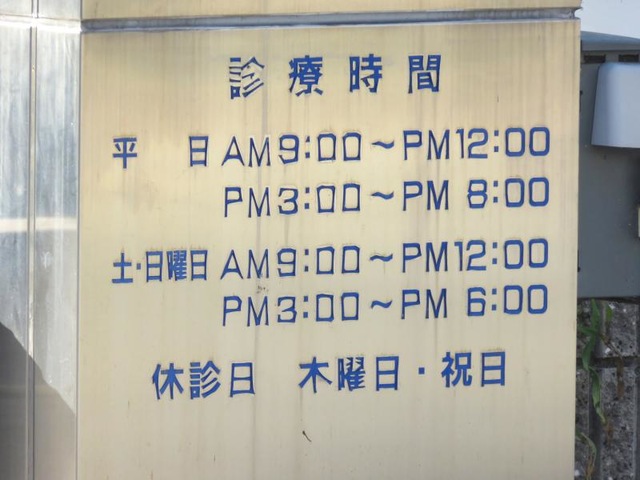 診療時間
平 日 AM9:00~PM12:00
PM3:00~PM 8:00
土・日曜日 AM9:00~PM12:00
PM3:00~PM 6:00
休診日 木曜日・祝日